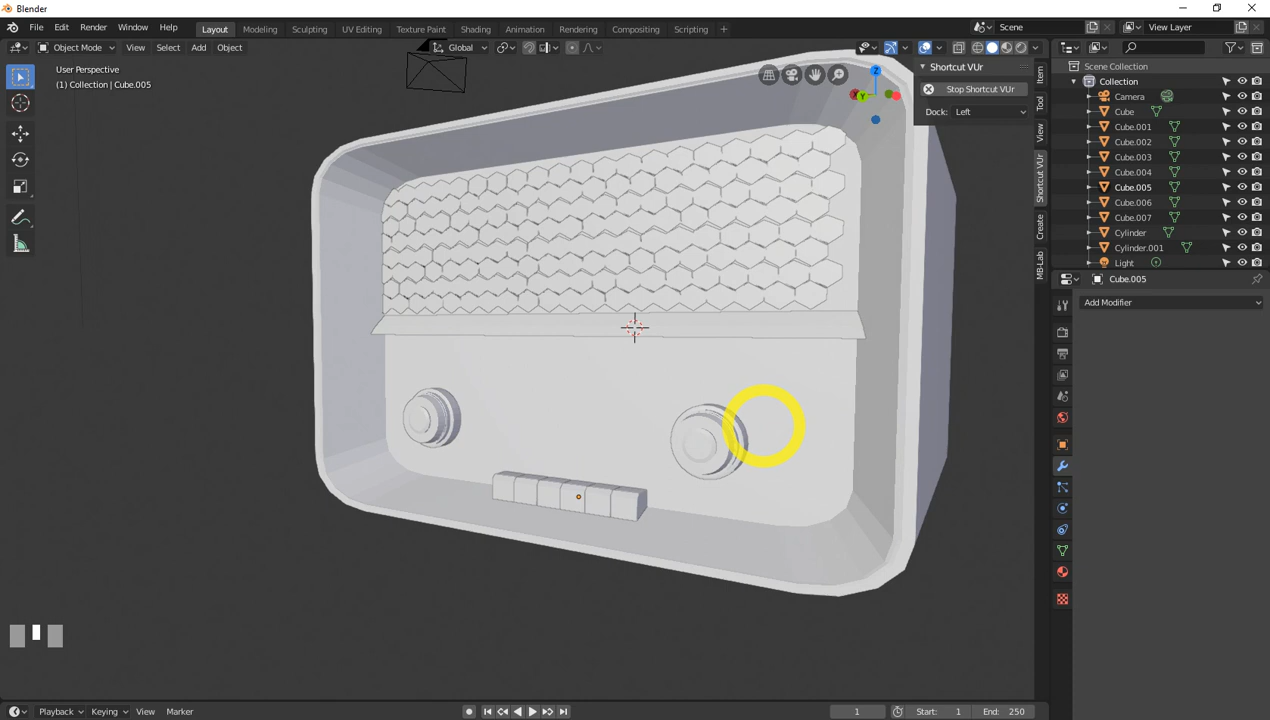 Blender
File Edit Render Window Help Layout Modeling Sculpting UV Editing Texture Paint Shading Animation Rendering Compositing Scripting + Scene View Layer
Object Mode View Select Add Object Global
User Perspective
(1) Collection | Cube.005
Shortcut VUr
Stop Shortcut VUr
Dock: Left
Z
Y
Item
Tool
View
Shortcut VUr
Create
MB-Lab
Scene Collection
Collection
Camera
Cube
Cube.001
Cube.002
Cube.003
Cube.004
Cube.005
Cube.006
Cube.007
Cylinder
Cylinder.001
Light
Cube.005
Add Modifier
Playback Keying View Marker 1 Start: 1 End: 250